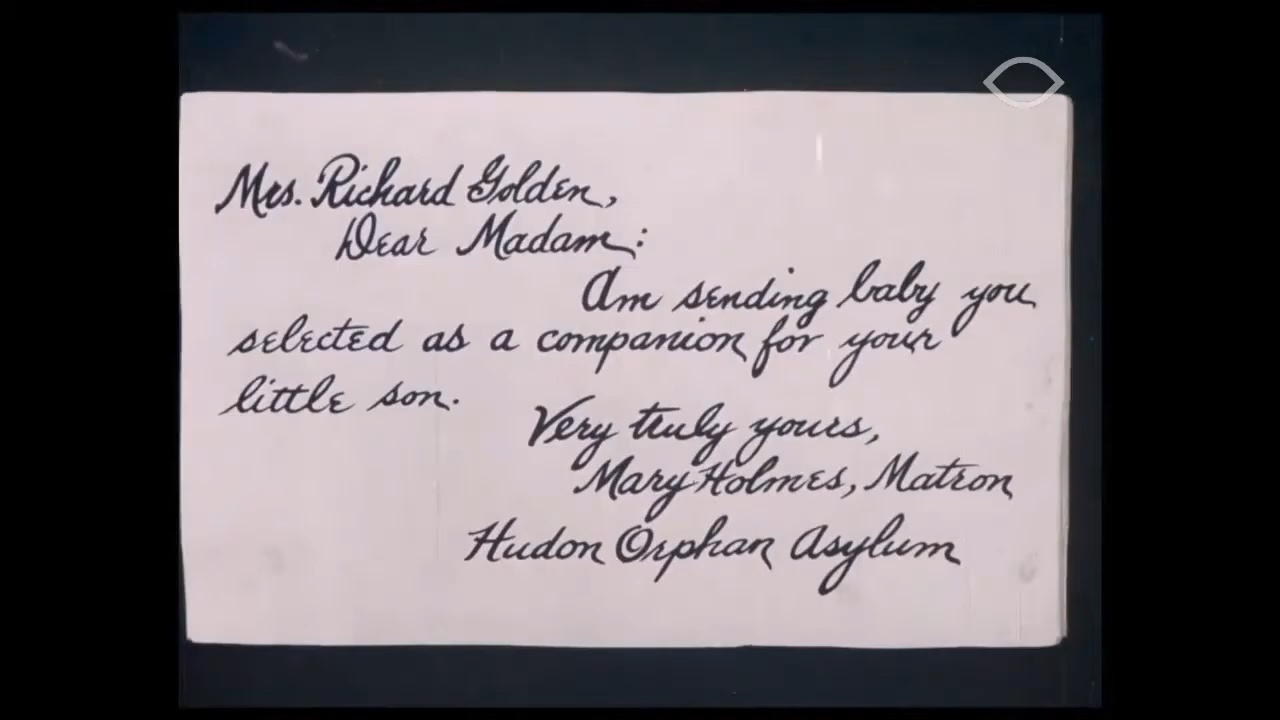 Mrs. Richard Golden,
Dear Madam:
Am sending baby you
selected as a companion for your
little son.
Very truly yours,
Mary Holmes, Matron
Hudon Orphan Asylum